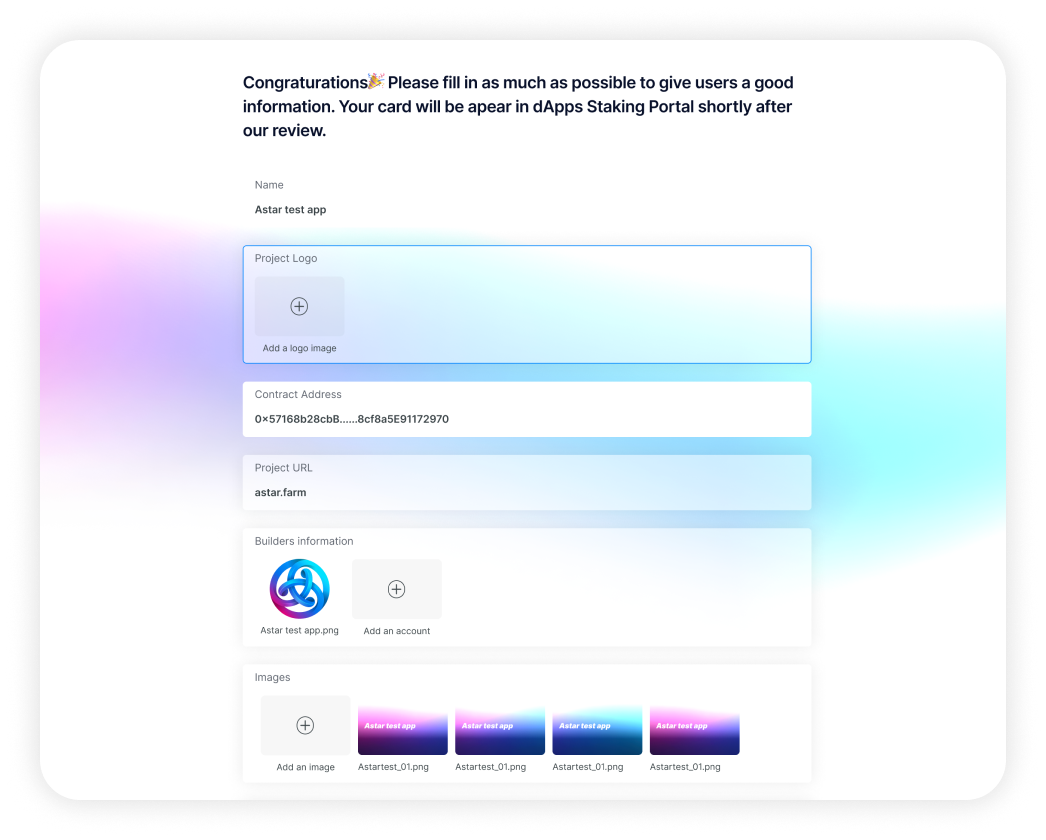 Congraturations🎉 Please fill in as much as possible to give users a good
information. Your card will be apear in dApps Staking Portal shortly after
our review.
Name
Astar test app
Project Logo
Add a logo image
Contract Address
0×57168b28cbB......8cf8a5E91172970
Project URL
astar.farm
Builders information
Astar test app.png
Add an account
Images
Astar test app
Astar test app
Astar test app
Astar test app
Add an image
Astartest_01.png
Astartest_01.png
Astartest_01.png
Astartest_01.png